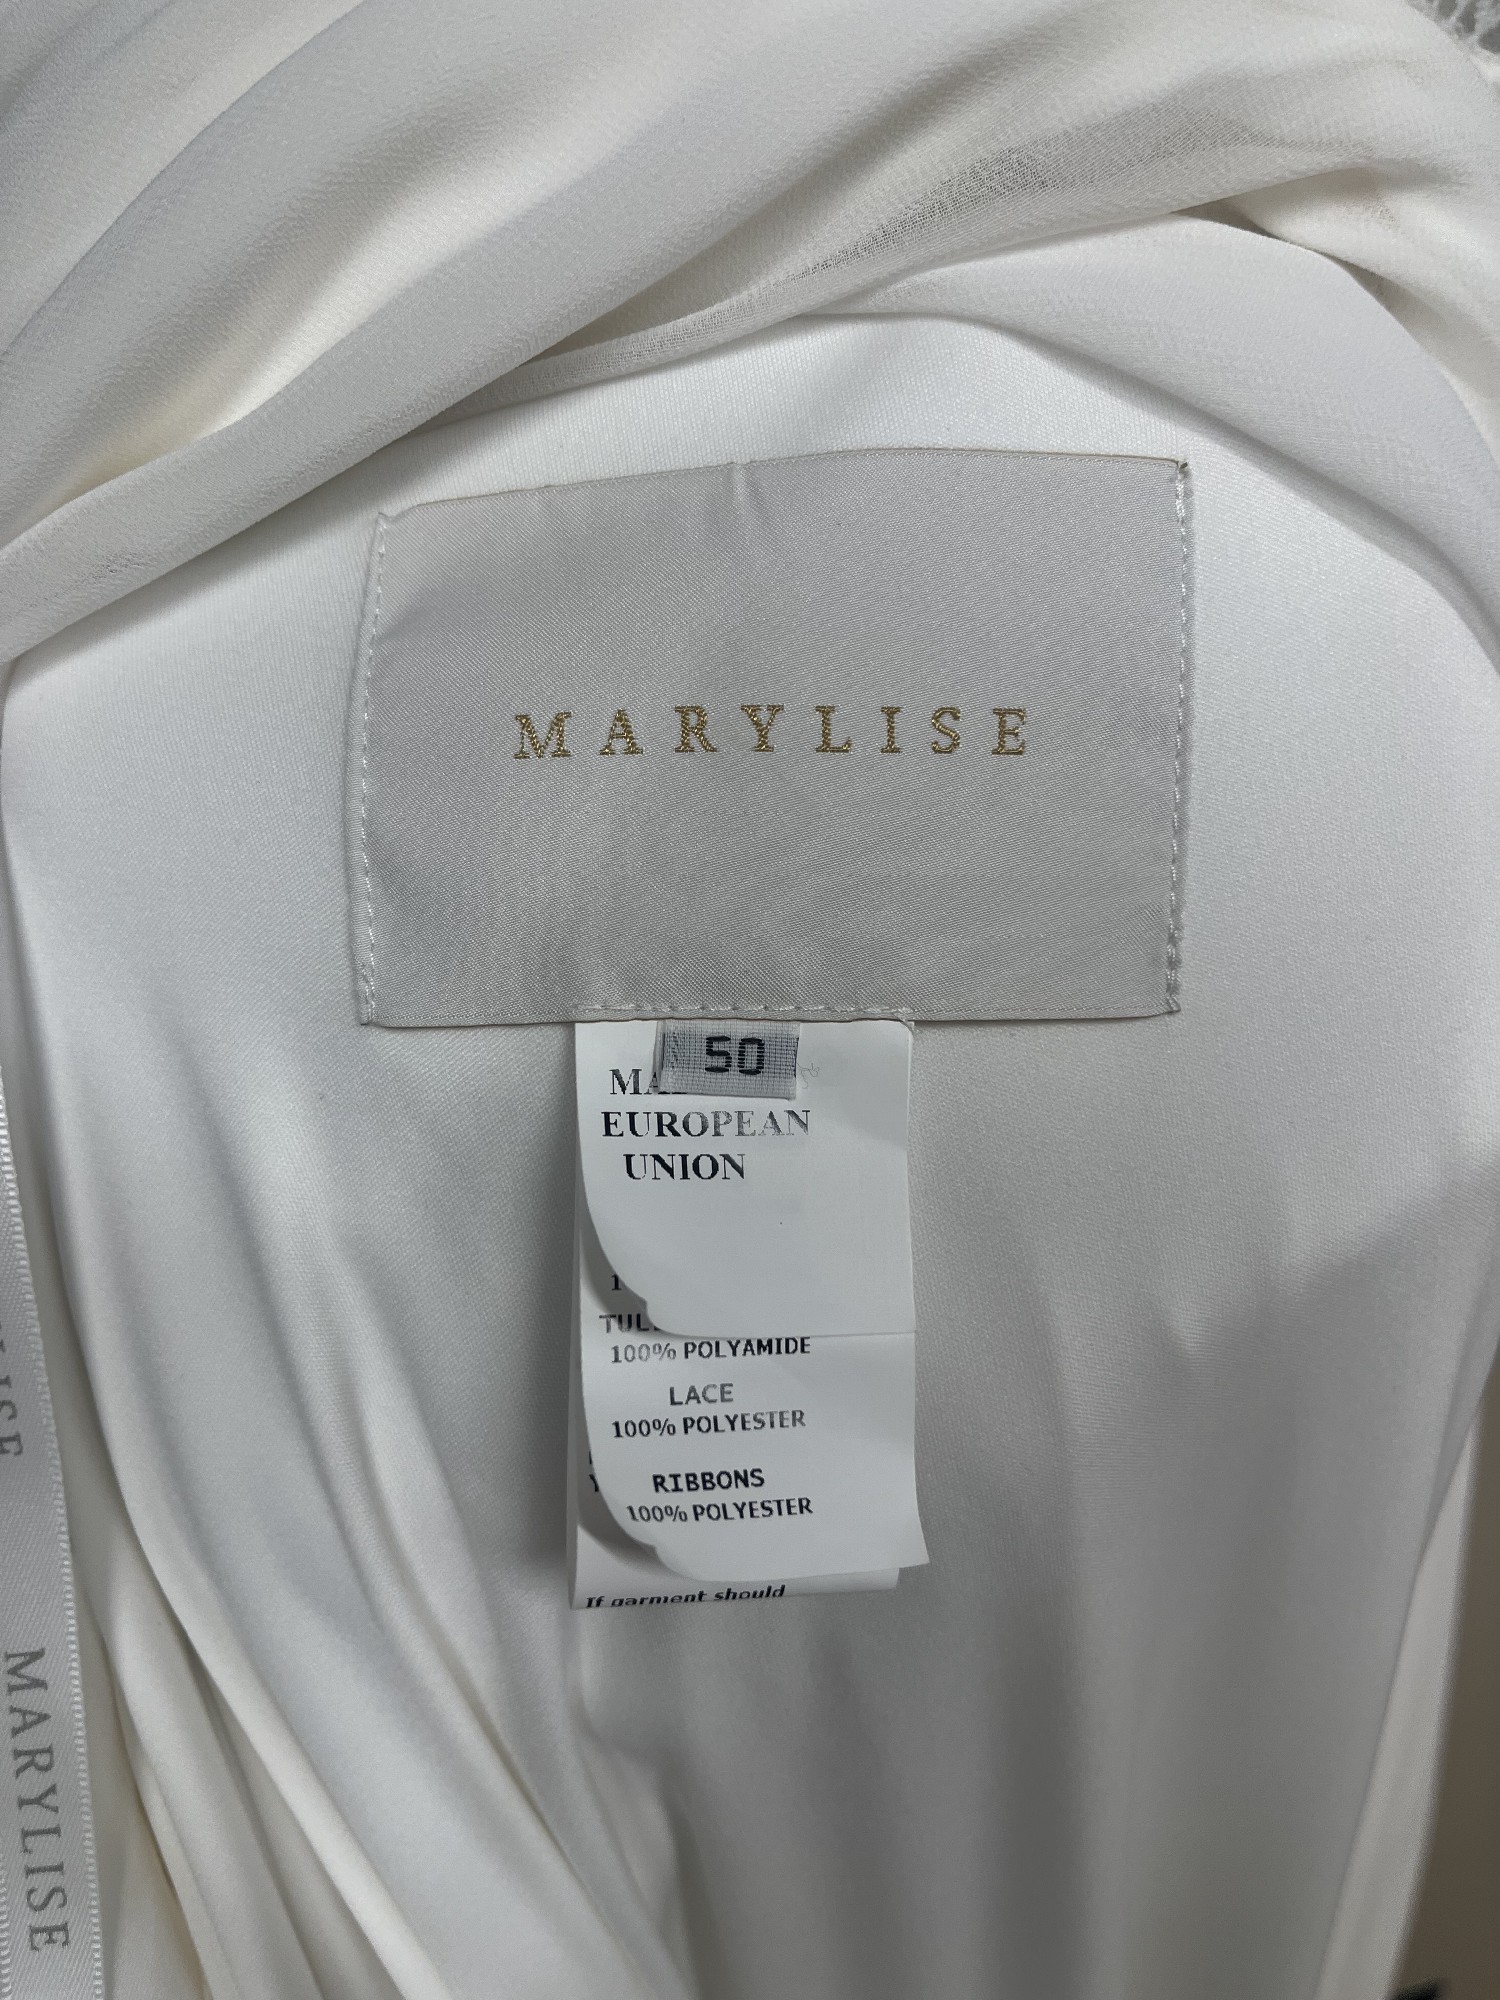 MARYLISE
50
EUROPEAN
UNION
100% POLYAMIDE
LACE
100% POLYESTER
RIBBONS
100% POLYESTER
If garment should
MARYLISE